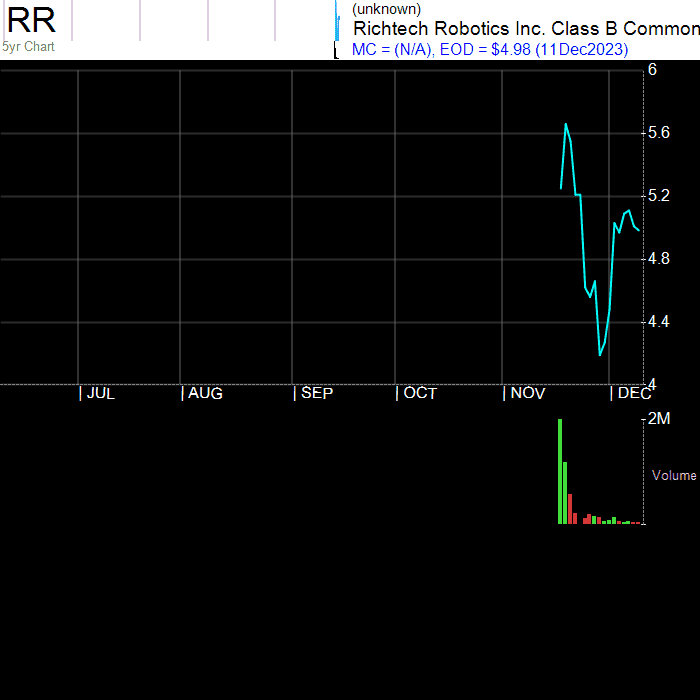 RR
5yr Chart
(unknown)
Richtech Robotics Inc. Class B Common
MC = (N/A), EOD = $4.98 (11Dec2023)
6
5.6
5.2
4.8
4.4
4
| JUL | AUG | SEP | OCT | NOV | DEC
2M
Volume